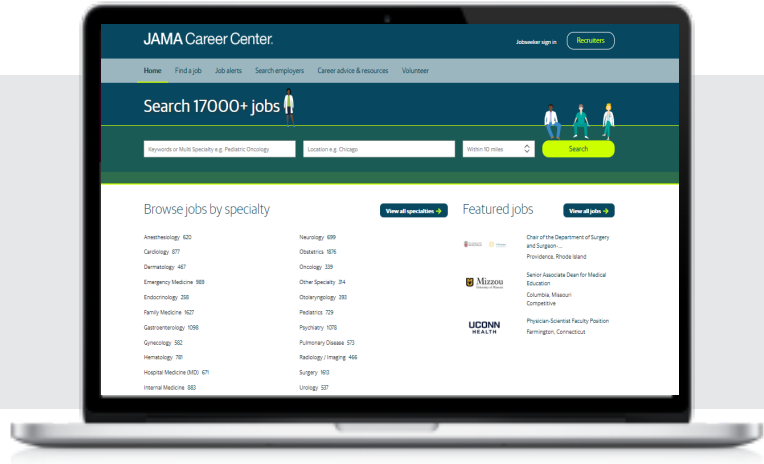 JAMA Career Center.
Jobseeker sign in
Recruiters
Home Find a job Job alerts Search employers Career advice & resources Volunteer
Search 17000+ jobs
Keywords or Multi Specialty e.g. Pediatric Oncology
Location e.g. Chicago
Within 10 miles
Search
Browse jobs by specialty
View all specialties →
Anesthesiology 620
Cardiology 877
Dermatology 467
Emergency Medicine 989
Endocrinology 268
Family Medicine 1627
Gastroenterology 1098
Gynecology 562
Hematology 781
Hospital Medicine (MD) 671
Internal Medicine 883
Neurology 699
Obstetrics 1876
Oncology 339
Other Specialty 314
Otolaryngology 393
Pediatrics 729
Psychiatry 1078
Pulmonary Disease 573
Radiology / Imaging 466
Surgery 1613
Urology 537
Featured jobs
View all jobs →
Chair of the Department of Surgery
and Surgeon-...
Providence, Rhode Island
Mizzou
Senior Associate Dean for Medical
Education
Columbia, Missouri
Competitive
UCONN
HEALTH
Physician-Scientist Faculty Position
Farmington, Connecticut